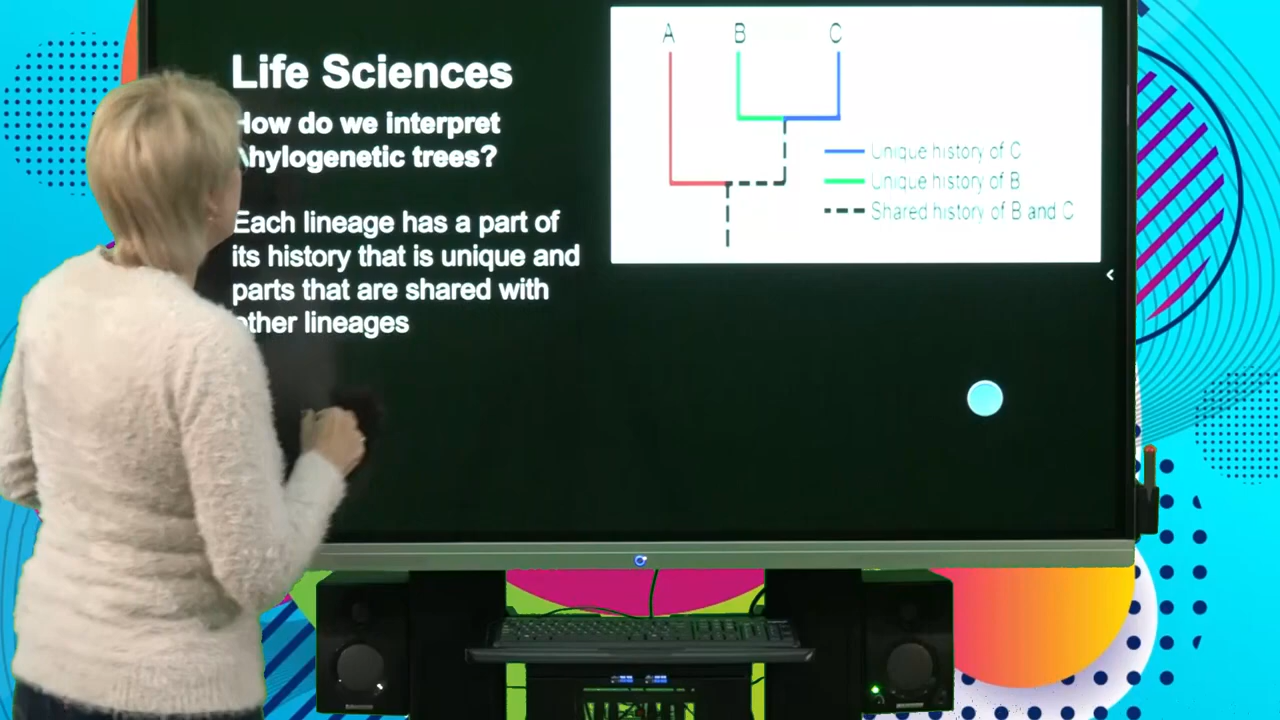 Life Sciences
How do we interpret
phylogenetic trees?
Each lineage has a part of
its history that is unique and
parts that are shared with
other lineages
A B C
Unique history of C
Unique history of B
Shared history of B and C